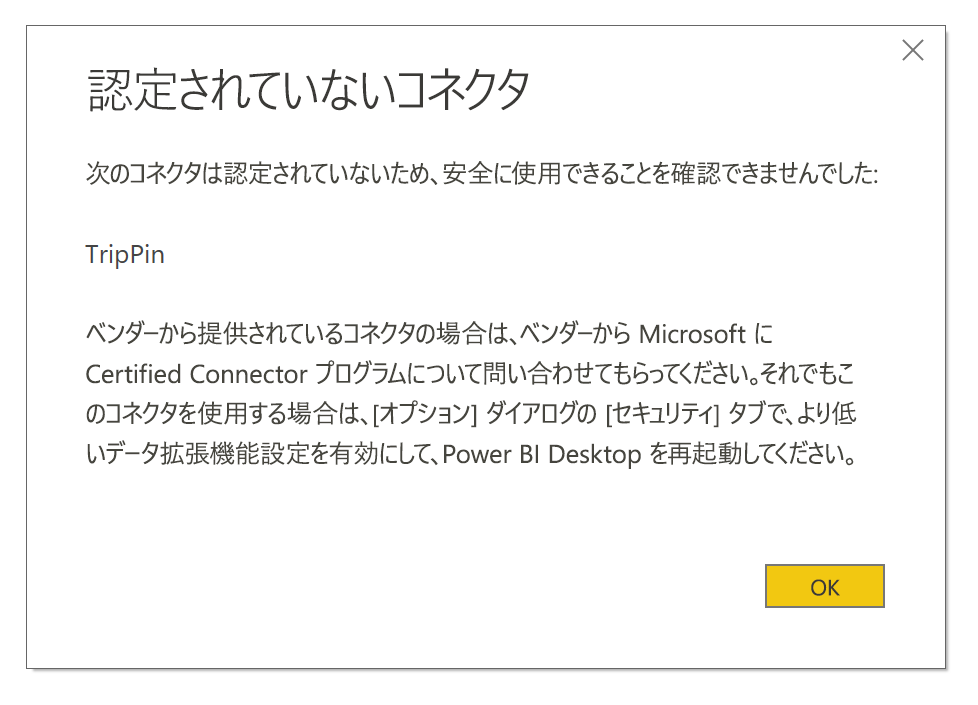 認定されていないコネクタ
次のコネクタは認定されていないため、安全に使用できることを確認できませんでした:
TripPin
ベンダーから提供されているコネクタの場合は、ベンダーから Microsoft に
Certified Connector プログラムについて問い合わせてもらってください。それでもこ
のコネクタを使用する場合は、[オプション] ダイアログの [セキュリティ] タブで、より低
いデータ拡張機能設定を有効にして、Power BI Desktop を再起動してください。
OK